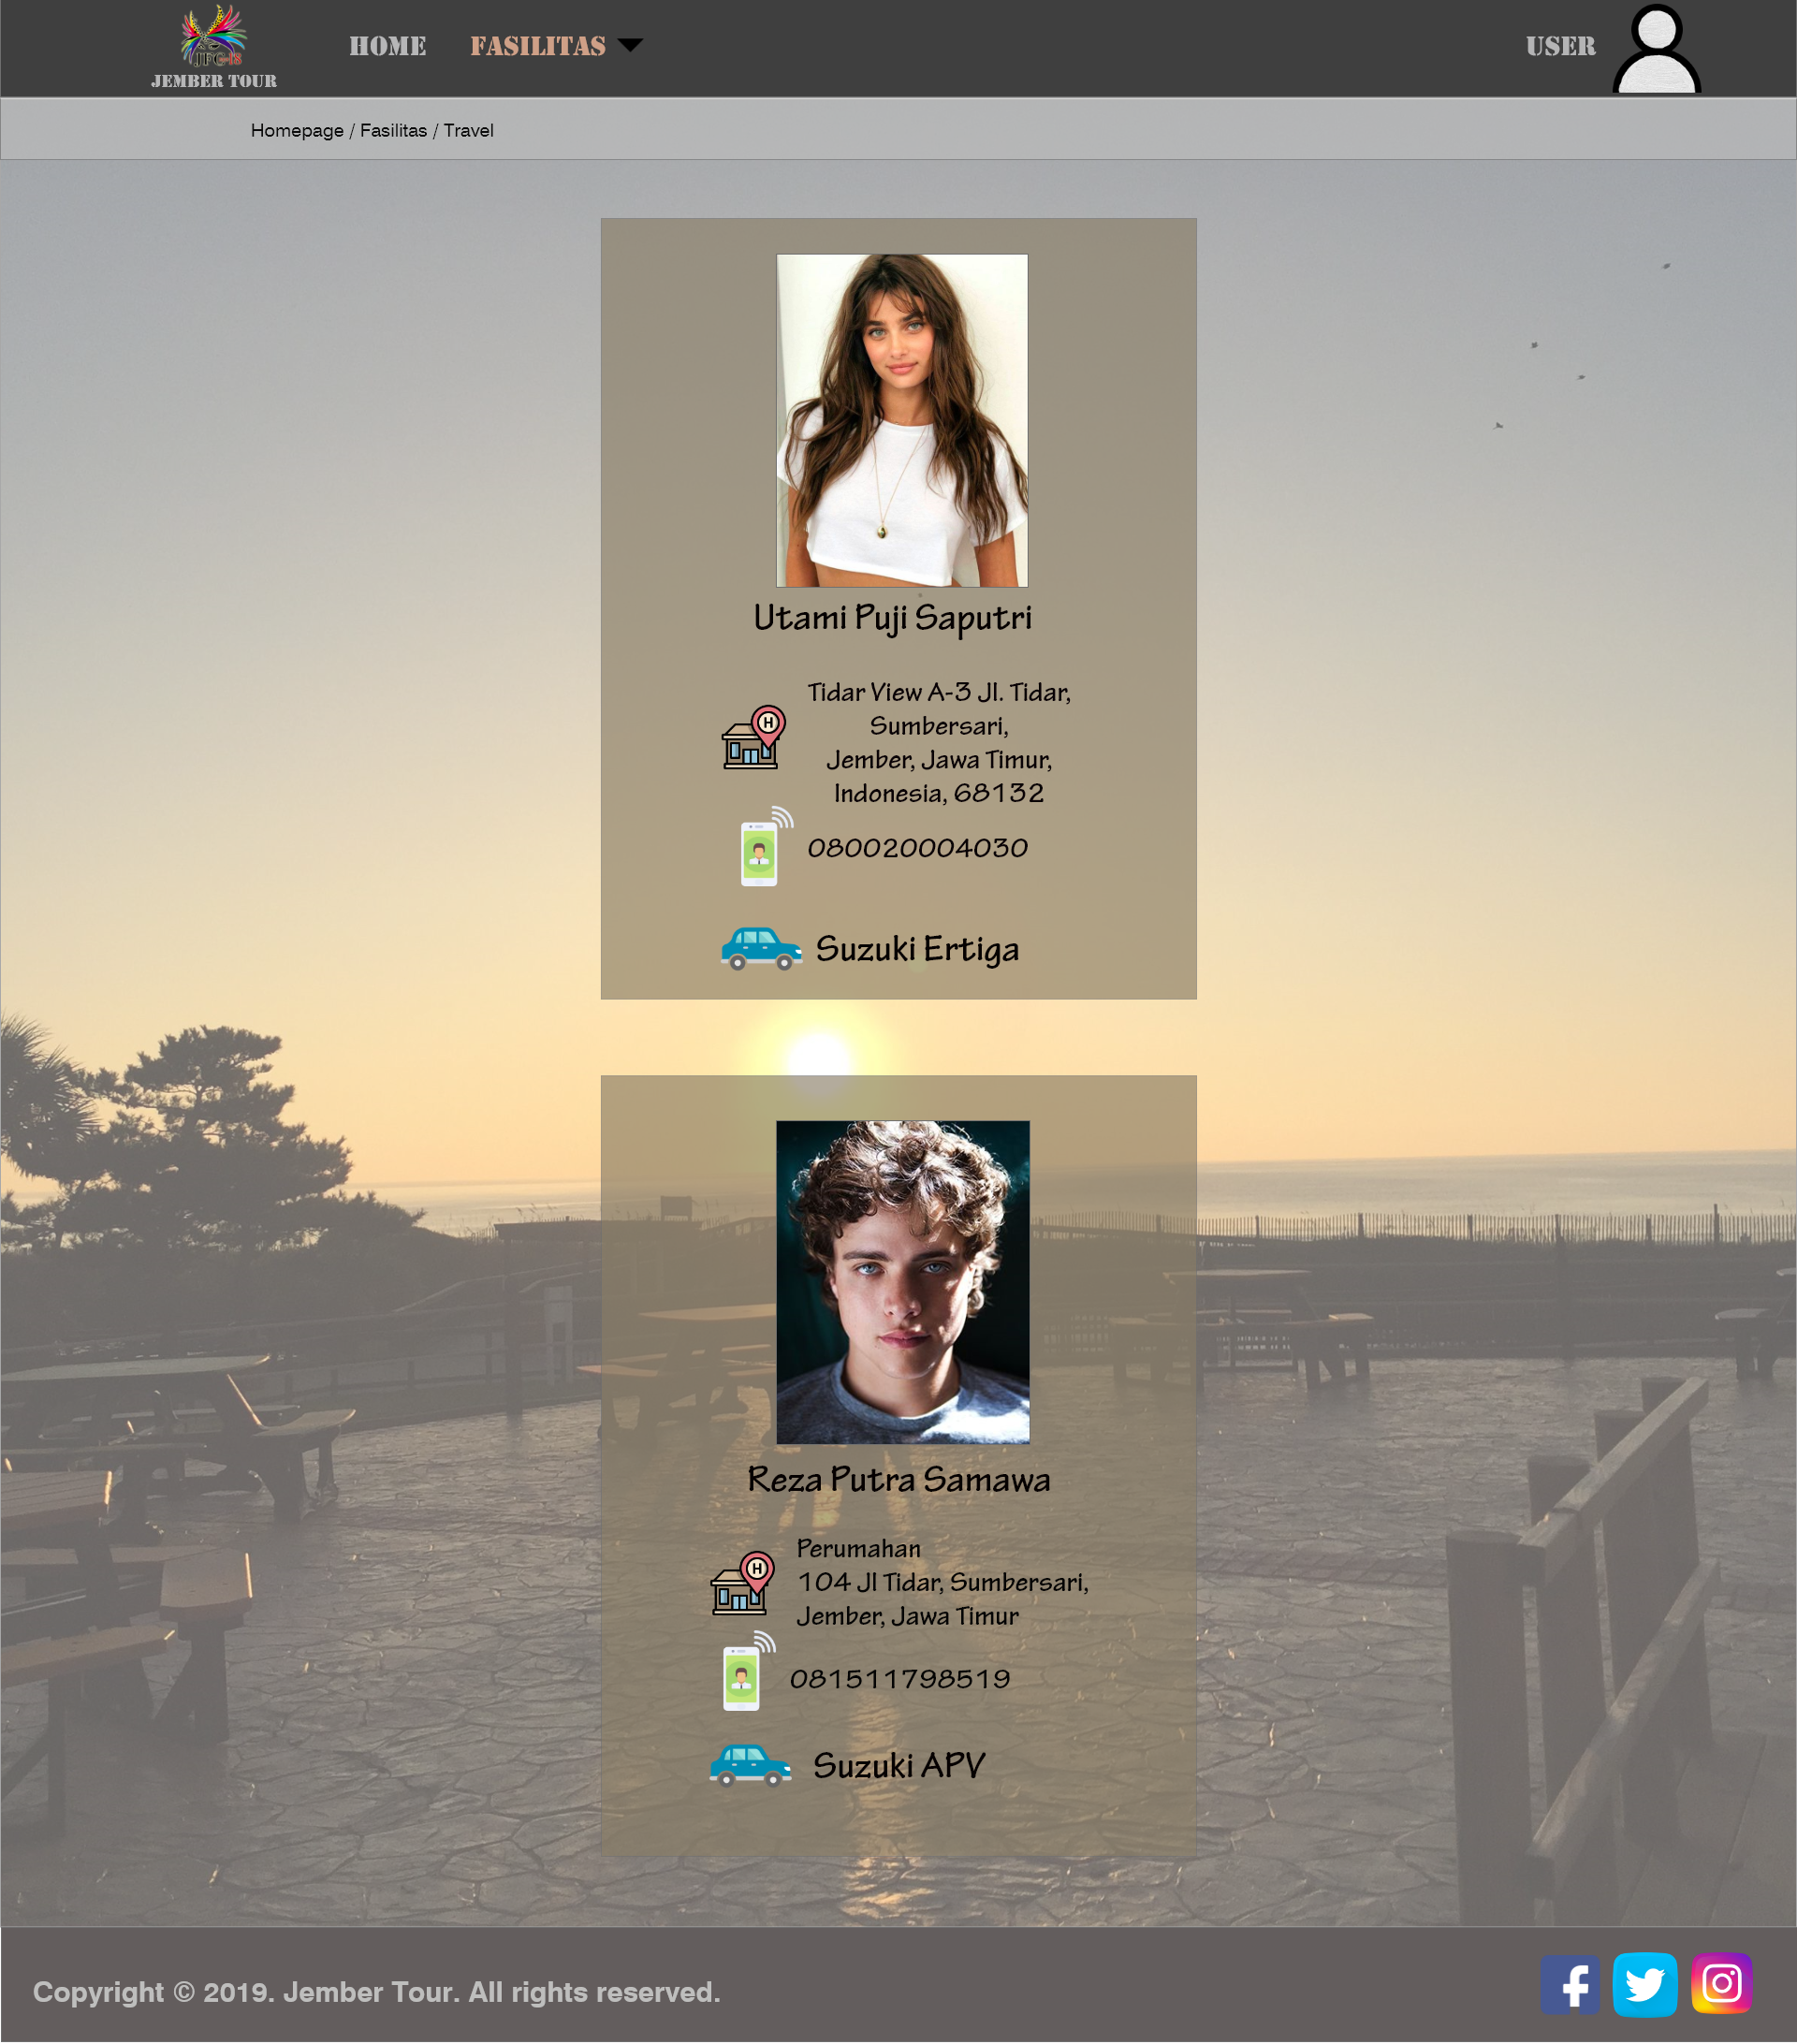 JFC
JEMBER TOUR
HOME
FASILITAS
USER
Homepage / Fasilitas / Travel
Utami Puji Saputri
Tidar View A-3 Jl. Tidar,
Sumbersari,
Jember, Jawa Timur,
Indonesia, 68132
H
080020004030
Suzuki Ertiga
Reza Putra Samawa
Perumahan
104 Jl Tidar, Sumbersari,
Jember, Jawa Timur
H
081511798519
Suzuki APV
Copyright © 2019. Jember Tour. All rights reserved.